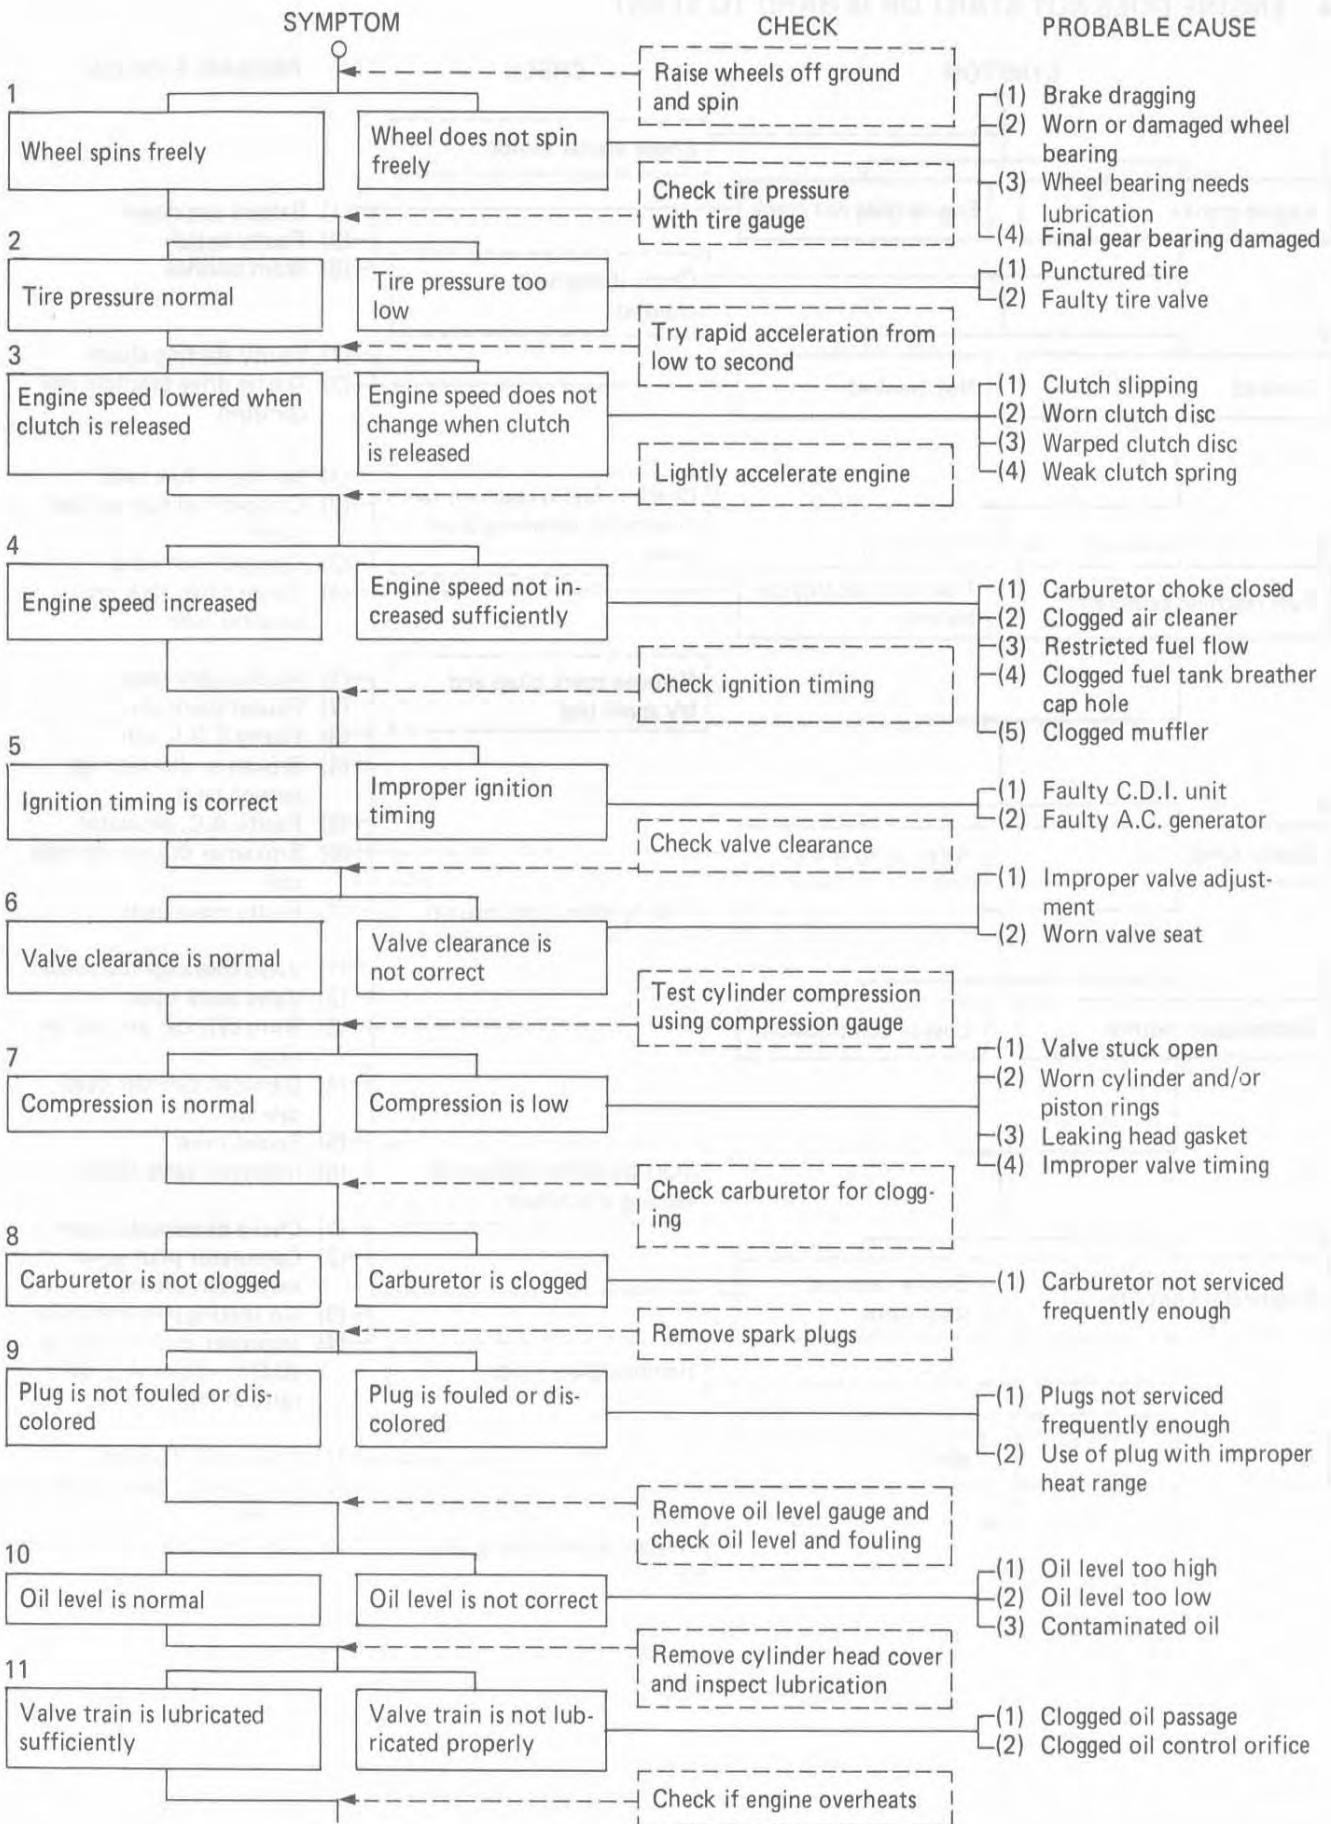 SYMPTOM
CHECK
PROBABLE CAUSE
Raise wheels off ground
and spin
1
Wheel spins freely
Wheel does not spin
freely
(1) Brake dragging
(2) Worn or damaged wheel
bearing
(3) Wheel bearing needs
lubrication
(4) Final gear bearing damaged
Check tire pressure
with tire gauge
2
Tire pressure normal
Tire pressure too
low
(1) Punctured tire
(2) Faulty tire valve
Try rapid acceleration from
low to second
3
Engine speed lowered when
clutch is released
Engine speed does not
change when clutch
is released
(1) Clutch slipping
(2) Worn clutch disc
(3) Warped clutch disc
(4) Weak clutch spring
Lightly accelerate engine
4
Engine speed increased
Engine speed not in-
creased sufficiently
(1) Carburetor choke closed
(2) Clogged air cleaner
(3) Restricted fuel flow
(4) Clogged fuel tank breather
cap hole
(5) Clogged muffler
Check ignition timing
5
Ignition timing is correct
Improper ignition
timing
(1) Faulty C.D.I. unit
(2) Faulty A.C. generator
Check valve clearance
6
Valve clearance is normal
Valve clearance is
not correct
(1) Improper valve adjust-
ment
(2) Worn valve seat
Test cylinder compression
using compression gauge
7
Compression is normal
Compression is low
(1) Valve stuck open
(2) Worn cylinder and/or
piston rings
(3) Leaking head gasket
(4) Improper valve timing
Check carburetor for clogg-
ing
8
Carburetor is not clogged
Carburetor is clogged
(1) Carburetor not serviced
frequently enough
Remove spark plugs
9
Plug is not fouled or dis-
colored
Plug is fouled or dis-
colored
(1) Plugs not serviced
frequently enough
(2) Use of plug with improper
heat range
Remove oil level gauge and
check oil level and fouling
10
Oil level is normal
Oil level is not correct
(1) Oil level too high
(2) Oil level too low
(3) Contaminated oil
Remove cylinder head cover
and inspect lubrication
11
Valve train is lubricated
sufficiently
Valve train is not lub-
ricated properly
(1) Clogged oil passage
(2) Clogged oil control orifice
Check if engine overheats